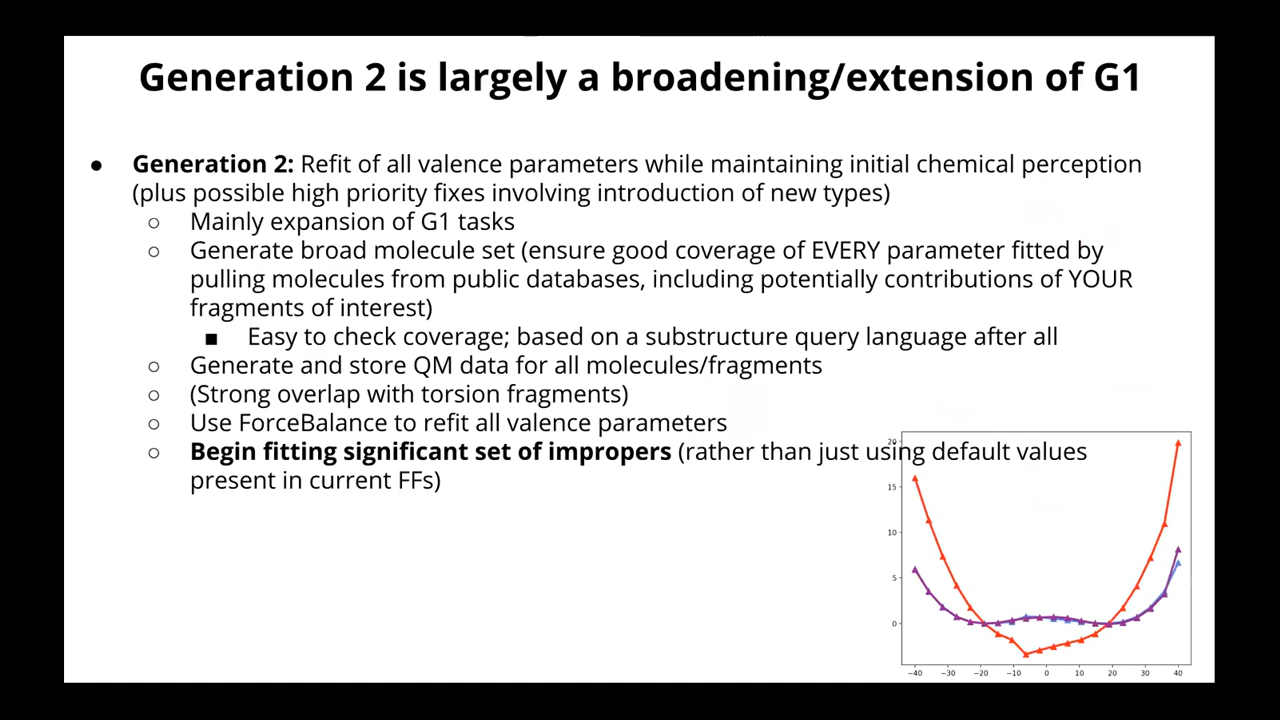 Generation 2 is largely a broadening/extension of G1
● Generation 2: Refit of all valence parameters while maintaining initial chemical perception
(plus possible high priority fixes involving introduction of new types)
○ Mainly expansion of G1 tasks
○ Generate broad molecule set (ensure good coverage of EVERY parameter fitted by
pulling molecules from public databases, including potentially contributions of YOUR
fragments of interest)
■ Easy to check coverage; based on a substructure query language after all
○ Generate and store QM data for all molecules/fragments
○ (Strong overlap with torsion fragments)
○ Use ForceBalance to refit all valence parameters
○ Begin fitting significant set of impropers (rather than just using default values
present in current FFs)
20
15
10
5
0
−40 −30 −20 −10 0 10 20 30 40